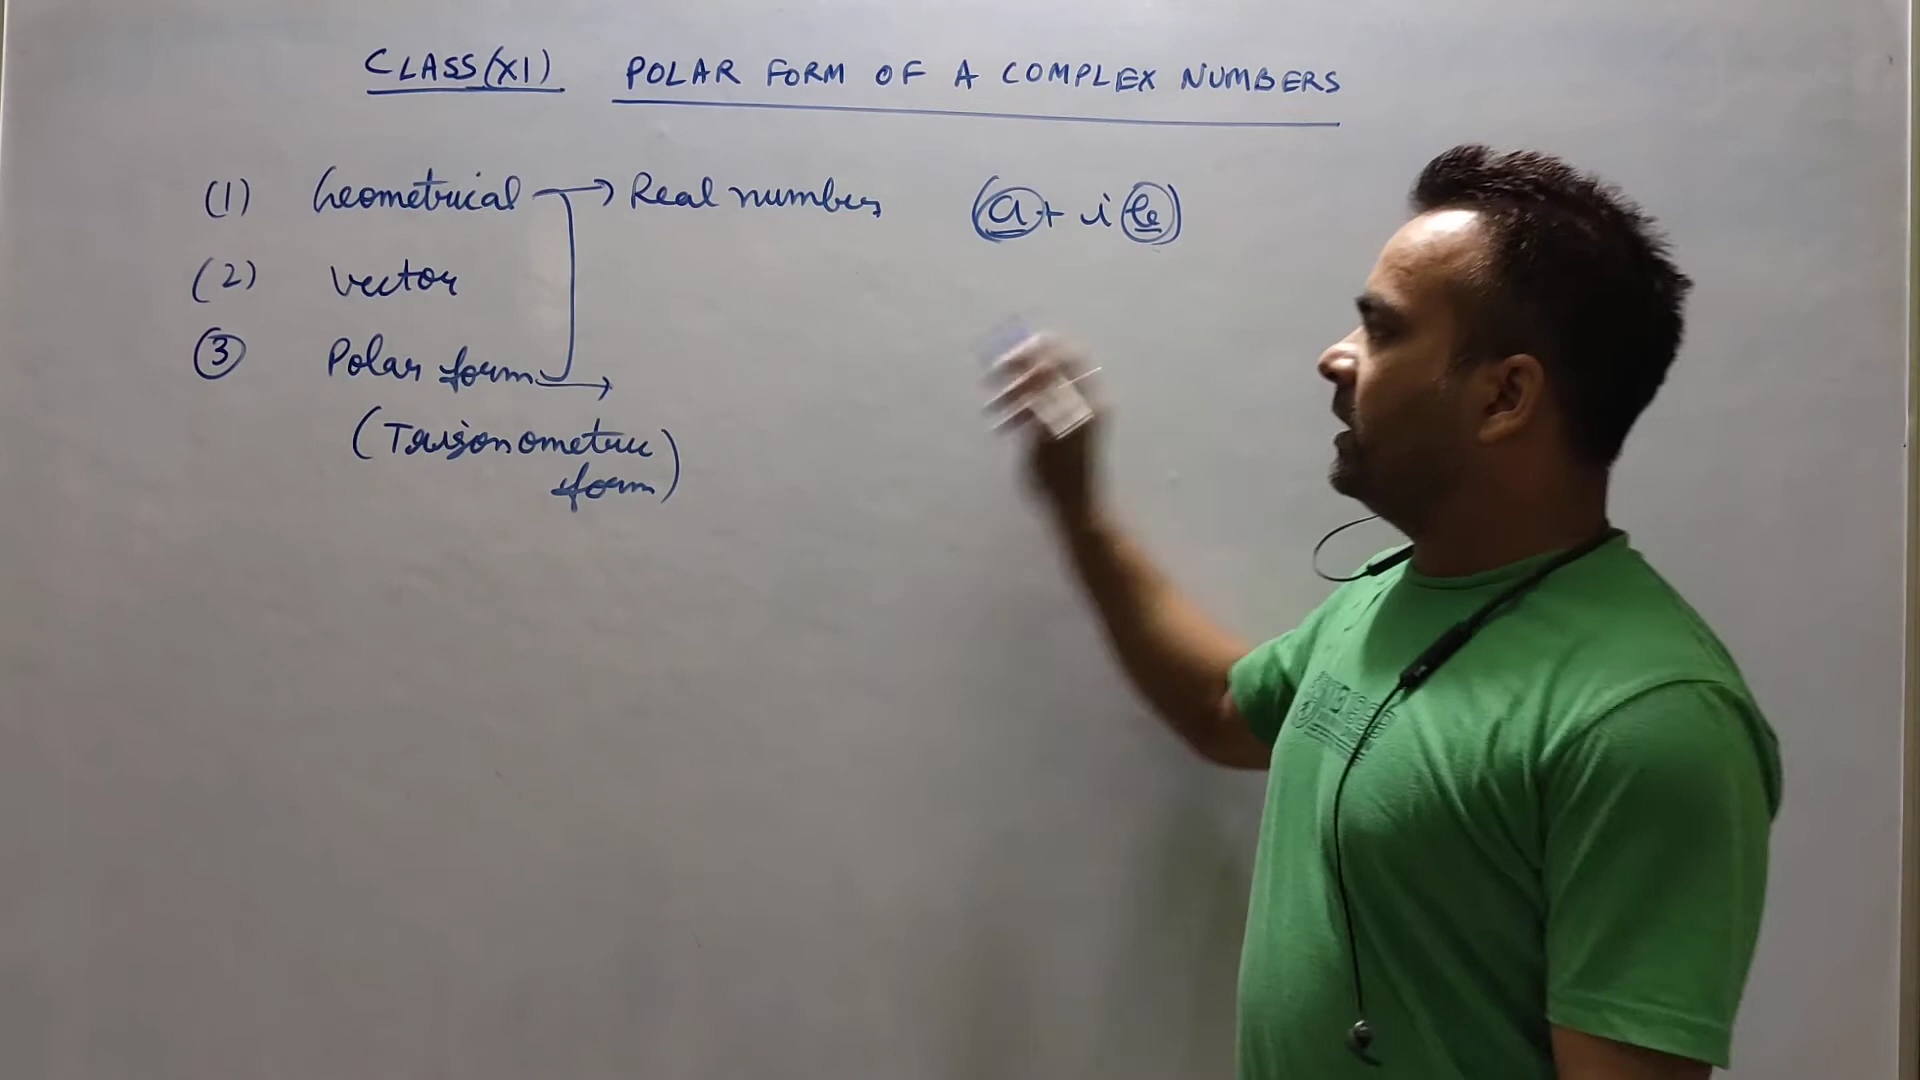 CLASS(XI) POLAR FORM OF A COMPLEX NUMBERS
(1) Geometrical → Real numbers (a + i b)
(2) Vector
③ Polar form →
(Trigonometric
form)